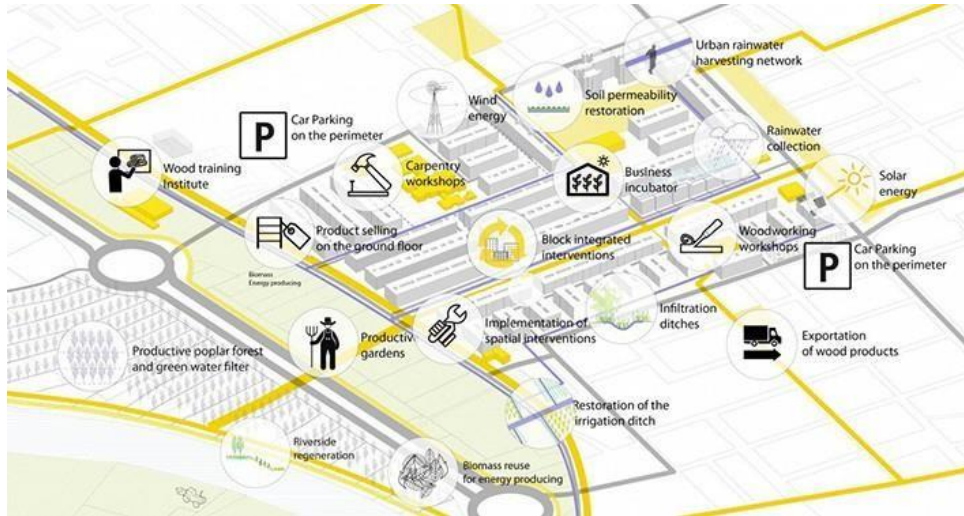 Urban rainwater
harvesting network
Wind
energy
Soil permeability
restoration
P
Car Parking
on the perimeter
Rainwater
collection
Wood training
Institute
Carpentry
workshops
Business
incubator
Solar
energy
Product selling
on the ground floor
Block integrated
interventions
Woodworking
workshops
P
Car Parking
on the perimeter
Biomass
Energy producing
Infiltration
ditches
Productive poplar forest
and green water filter
Productiv
gardens
Implementation of
spatial interventions
Exportation
of wood products
Restoration of the
irrigation ditch
Riverside
regeneration
Biomass reuse
for energy producing